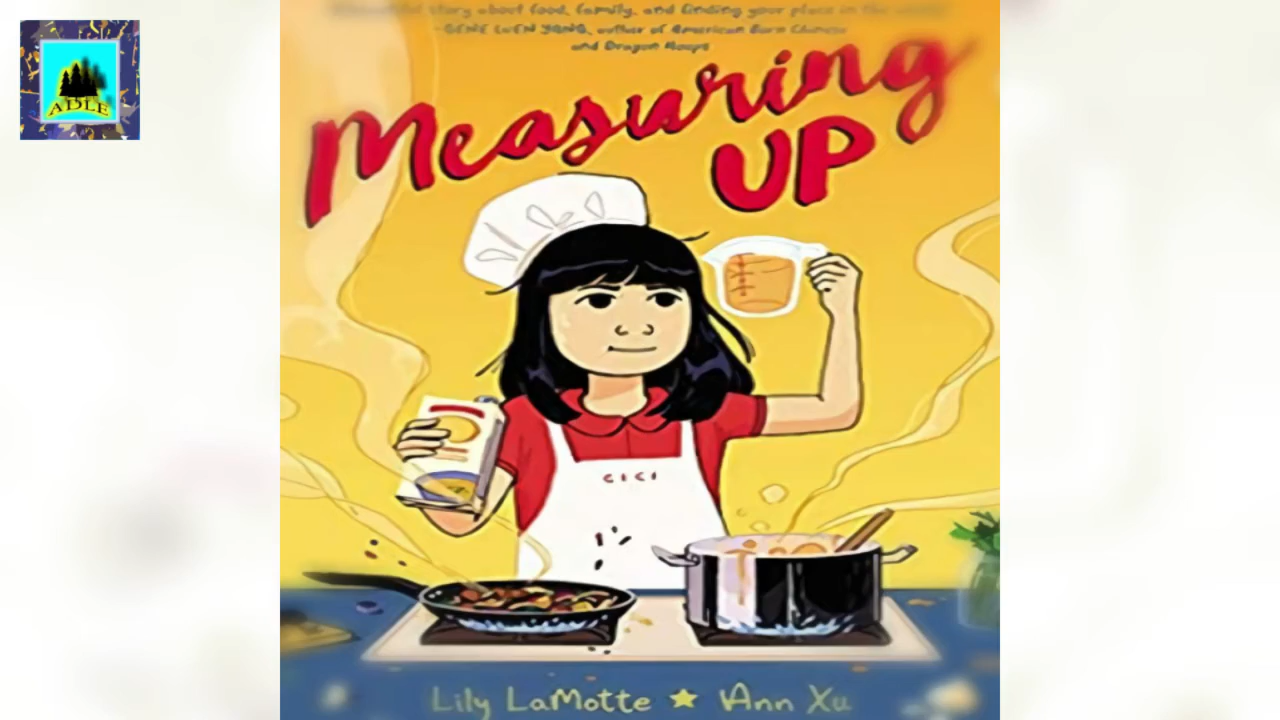 story about food, family, and finding your place in the world
-GENE LUEN YANG, author of American Born Chinese
and Dragon Hoops
ADLE
Measuring
UP
CICI
Lily LaMotte ★ Ann Xu